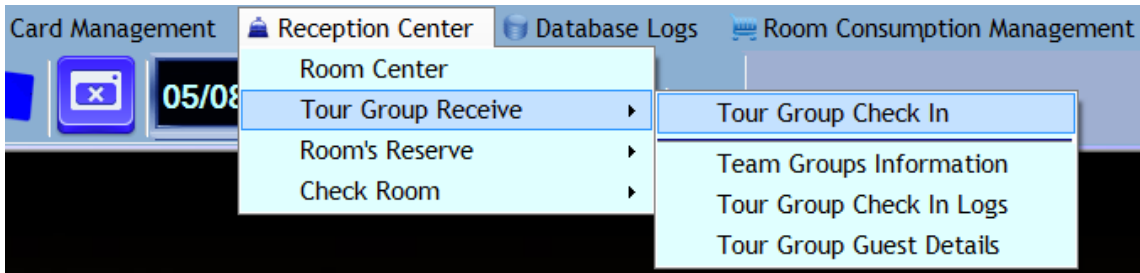 Card Management Reception Center Database Logs Room Consumption Management
05/08
Room Center
Tour Group Receive
Room's Reserve
Check Room
Tour Group Check In
Team Groups Information
Tour Group Check In Logs
Tour Group Guest Details